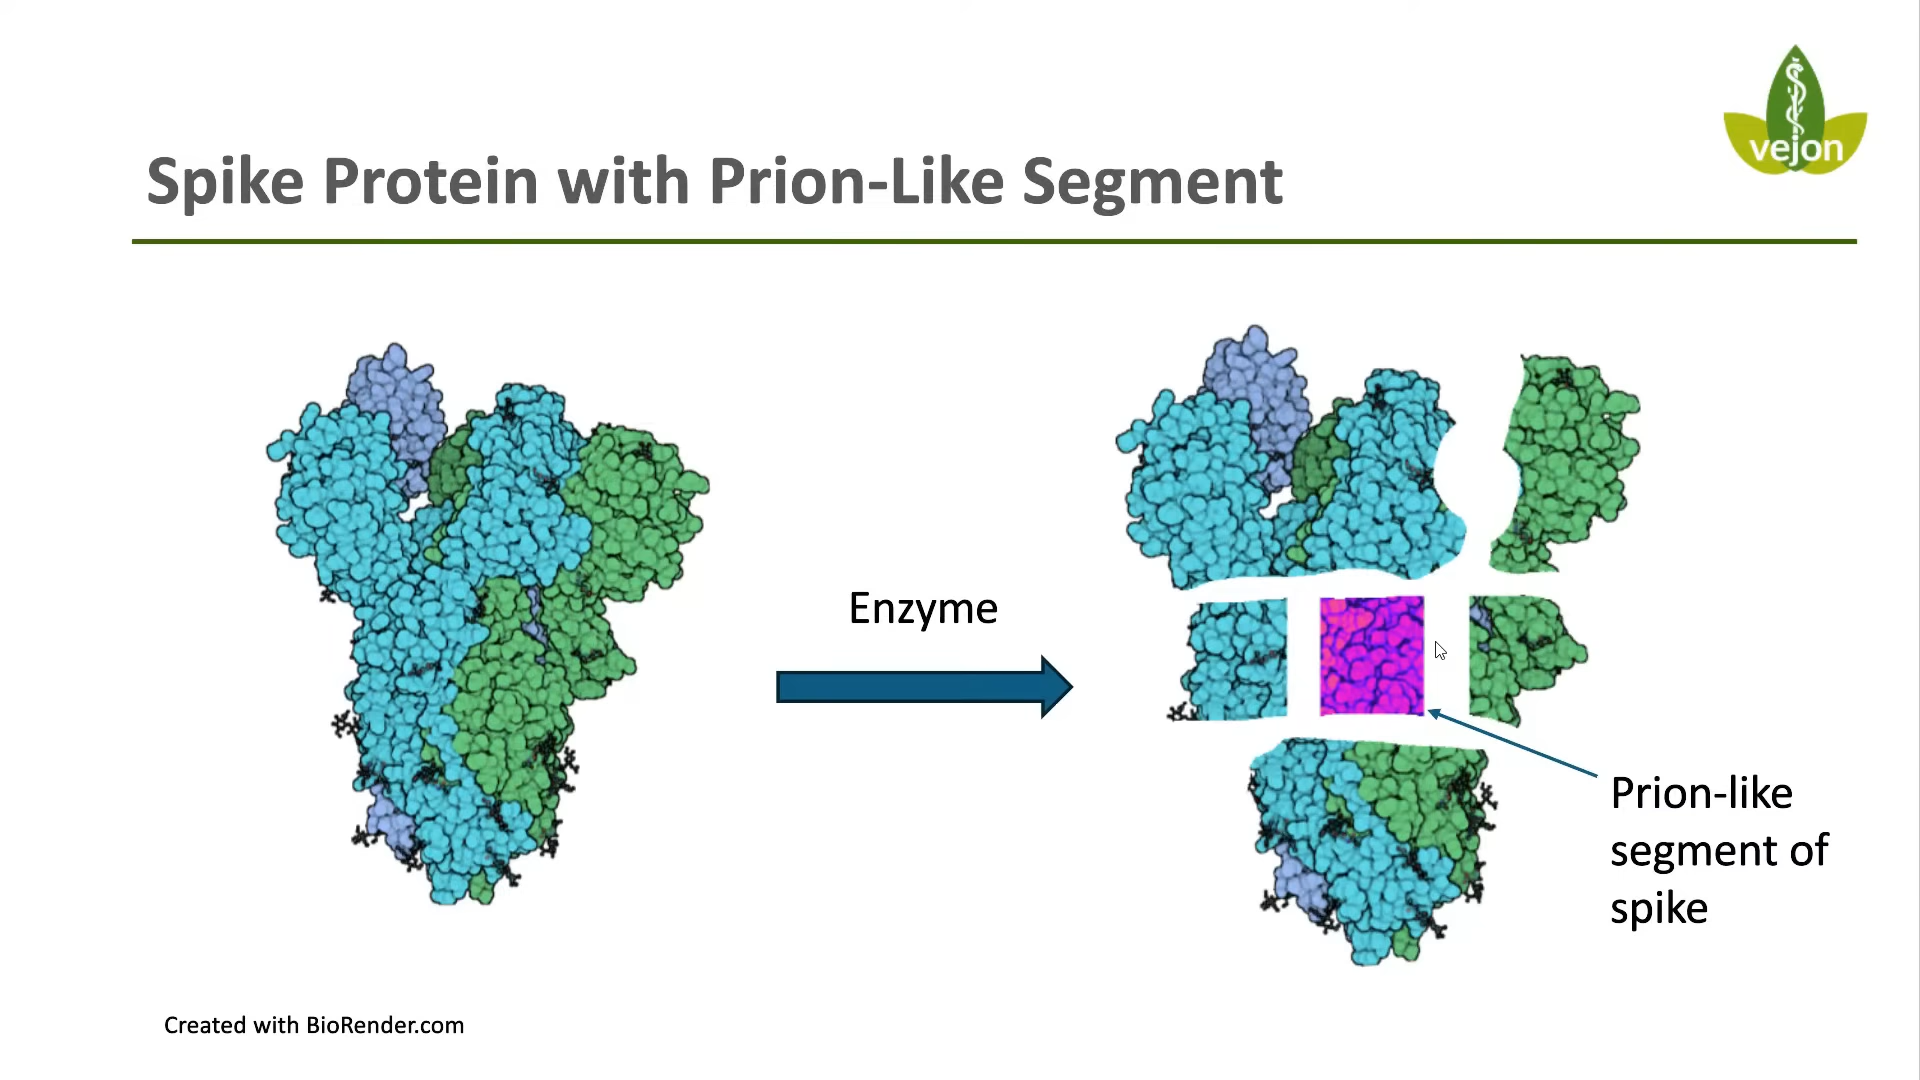 vejon
Spike Protein with Prion-Like Segment
Enzyme
Prion-like
segment of
spike
Created with BioRender.com